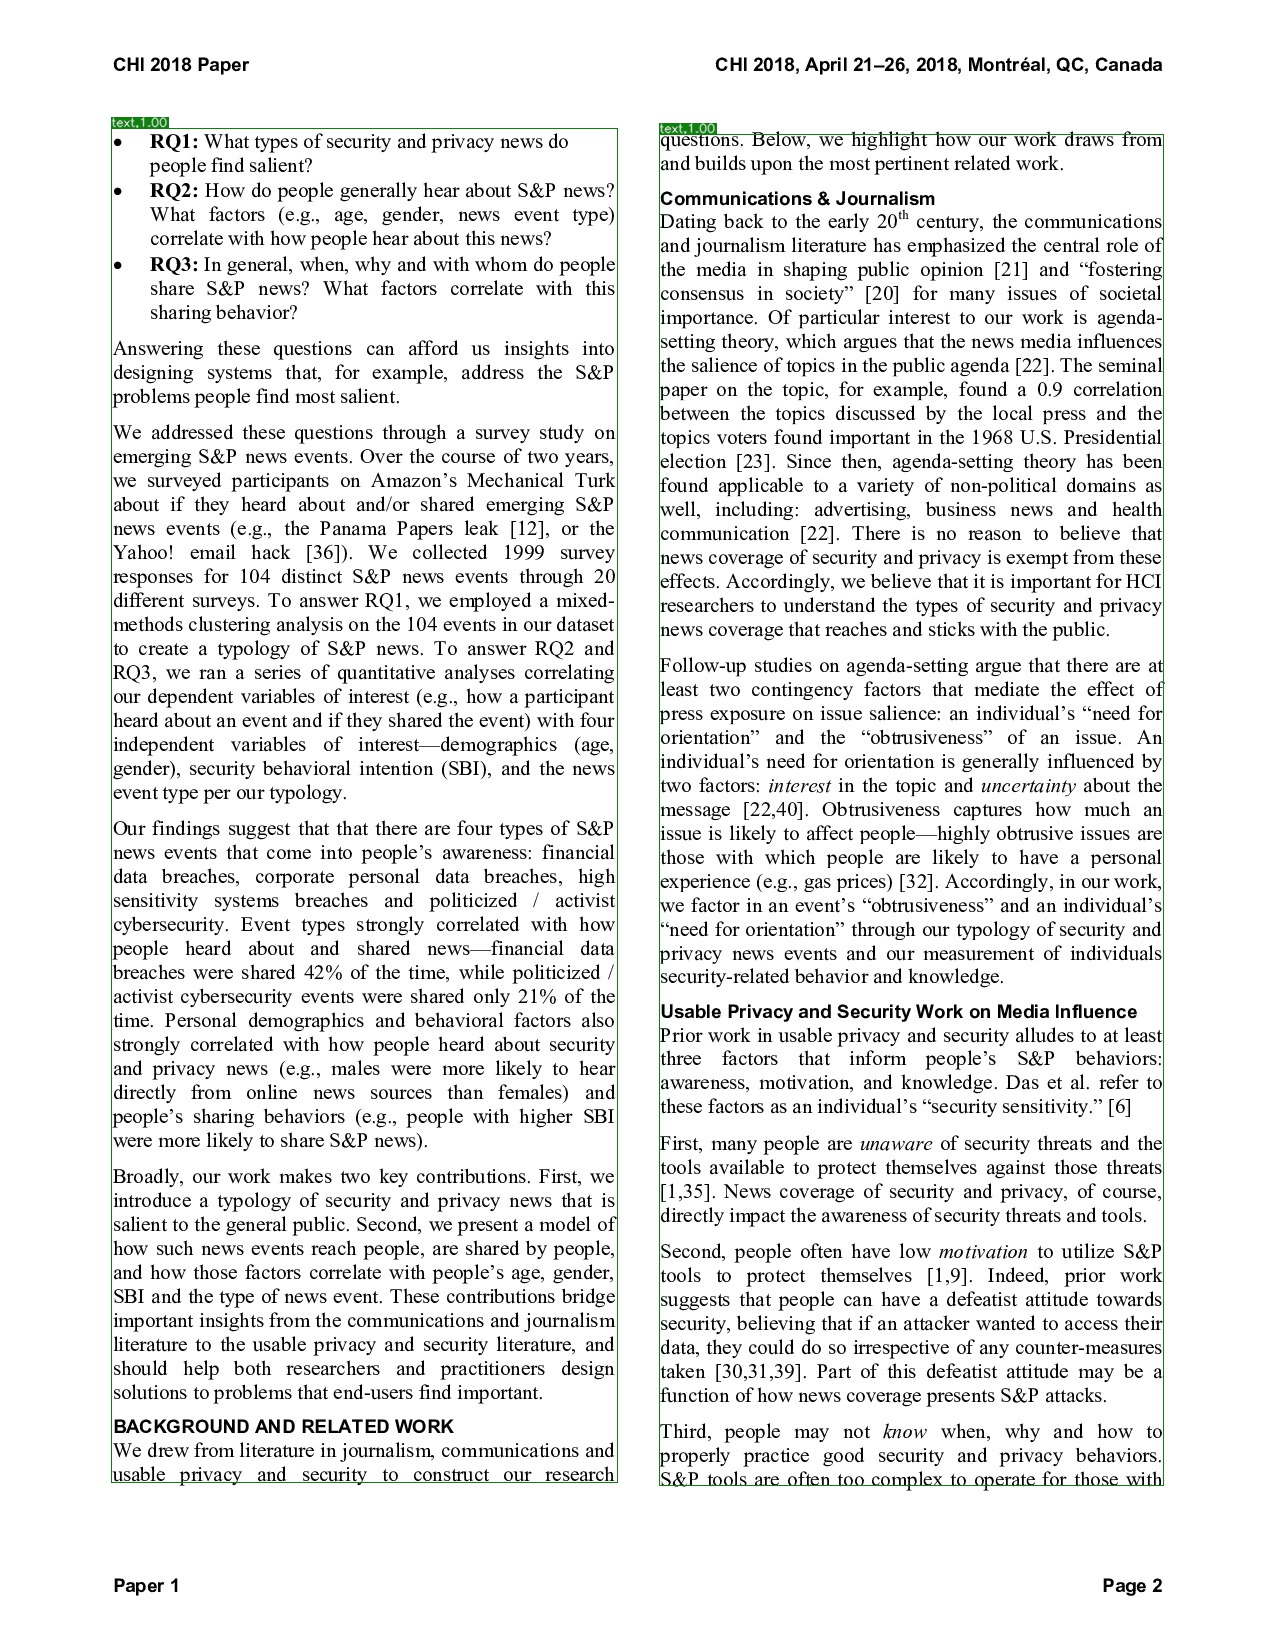 CHI 2018 Paper
CHI 2018, April 21–26, 2018, Montréal, QC, Canada
text,1.00
• RQ1: What types of security and privacy news do
people find salient?
• RQ2: How do people generally hear about S&P news?
What factors (e.g., age, gender, news event type)
correlate with how people hear about this news?
• RQ3: In general, when, why and with whom do people
share S&P news? What factors correlate with this
sharing behavior?
Answering these questions can afford us insights into
designing systems that, for example, address the S&P
problems people find most salient.
We addressed these questions through a survey study on
emerging S&P news events. Over the course of two years,
we surveyed participants on Amazon’s Mechanical Turk
about if they heard about and/or shared emerging S&P
news events (e.g., the Panama Papers leak [12], or the
Yahoo! email hack [36]). We collected 1999 survey
responses for 104 distinct S&P news events through 20
different surveys. To answer RQ1, we employed a mixed-
methods clustering analysis on the 104 events in our dataset
to create a typology of S&P news. To answer RQ2 and
RQ3, we ran a series of quantitative analyses correlating
our dependent variables of interest (e.g., how a participant
heard about an event and if they shared the event) with four
independent variables of interest—demographics (age,
gender), security behavioral intention (SBI), and the news
event type per our typology.
Our findings suggest that that there are four types of S&P
news events that come into people’s awareness: financial
data breaches, corporate personal data breaches, high
sensitivity systems breaches and politicized / activist
cybersecurity. Event types strongly correlated with how
people heard about and shared news—financial data
breaches were shared 42% of the time, while politicized /
activist cybersecurity events were shared only 21% of the
time. Personal demographics and behavioral factors also
strongly correlated with how people heard about security
and privacy news (e.g., males were more likely to hear
directly from online news sources than females) and
people’s sharing behaviors (e.g., people with higher SBI
were more likely to share S&P news).
Broadly, our work makes two key contributions. First, we
introduce a typology of security and privacy news that is
salient to the general public. Second, we present a model of
how such news events reach people, are shared by people,
and how those factors correlate with people’s age, gender,
SBI and the type of news event. These contributions bridge
important insights from the communications and journalism
literature to the usable privacy and security literature, and
should help both researchers and practitioners design
solutions to problems that end-users find important.
BACKGROUND AND RELATED WORK
We drew from literature in journalism, communications and
usable privacy and security to construct our research
text,1.00
questions. Below, we highlight how our work draws from
and builds upon the most pertinent related work.
Communications & Journalism
Dating back to the early 20th century, the communications
and journalism literature has emphasized the central role of
the media in shaping public opinion [21] and “fostering
consensus in society” [20] for many issues of societal
importance. Of particular interest to our work is agenda-
setting theory, which argues that the news media influences
the salience of topics in the public agenda [22]. The seminal
paper on the topic, for example, found a 0.9 correlation
between the topics discussed by the local press and the
topics voters found important in the 1968 U.S. Presidential
election [23]. Since then, agenda-setting theory has been
found applicable to a variety of non-political domains as
well, including: advertising, business news and health
communication [22]. There is no reason to believe that
news coverage of security and privacy is exempt from these
effects. Accordingly, we believe that it is important for HCI
researchers to understand the types of security and privacy
news coverage that reaches and sticks with the public.
Follow-up studies on agenda-setting argue that there are at
least two contingency factors that mediate the effect of
press exposure on issue salience: an individual’s “need for
orientation” and the “obtrusiveness” of an issue. An
individual’s need for orientation is generally influenced by
two factors: interest in the topic and uncertainty about the
message [22,40]. Obtrusiveness captures how much an
issue is likely to affect people—highly obtrusive issues are
those with which people are likely to have a personal
experience (e.g., gas prices) [32]. Accordingly, in our work,
we factor in an event’s “obtrusiveness” and an individual’s
“need for orientation” through our typology of security and
privacy news events and our measurement of individuals
security-related behavior and knowledge.
Usable Privacy and Security Work on Media Influence
Prior work in usable privacy and security alludes to at least
three factors that inform people’s S&P behaviors:
awareness, motivation, and knowledge. Das et al. refer to
these factors as an individual’s “security sensitivity.” [6]
First, many people are unaware of security threats and the
tools available to protect themselves against those threats
[1,35]. News coverage of security and privacy, of course,
directly impact the awareness of security threats and tools.
Second, people often have low motivation to utilize S&P
tools to protect themselves [1,9]. Indeed, prior work
suggests that people can have a defeatist attitude towards
security, believing that if an attacker wanted to access their
data, they could do so irrespective of any counter-measures
taken [30,31,39]. Part of this defeatist attitude may be a
function of how news coverage presents S&P attacks.
Third, people may not know when, why and how to
properly practice good security and privacy behaviors.
S&P tools are often too complex to operate for those with
Paper 1
Page 2